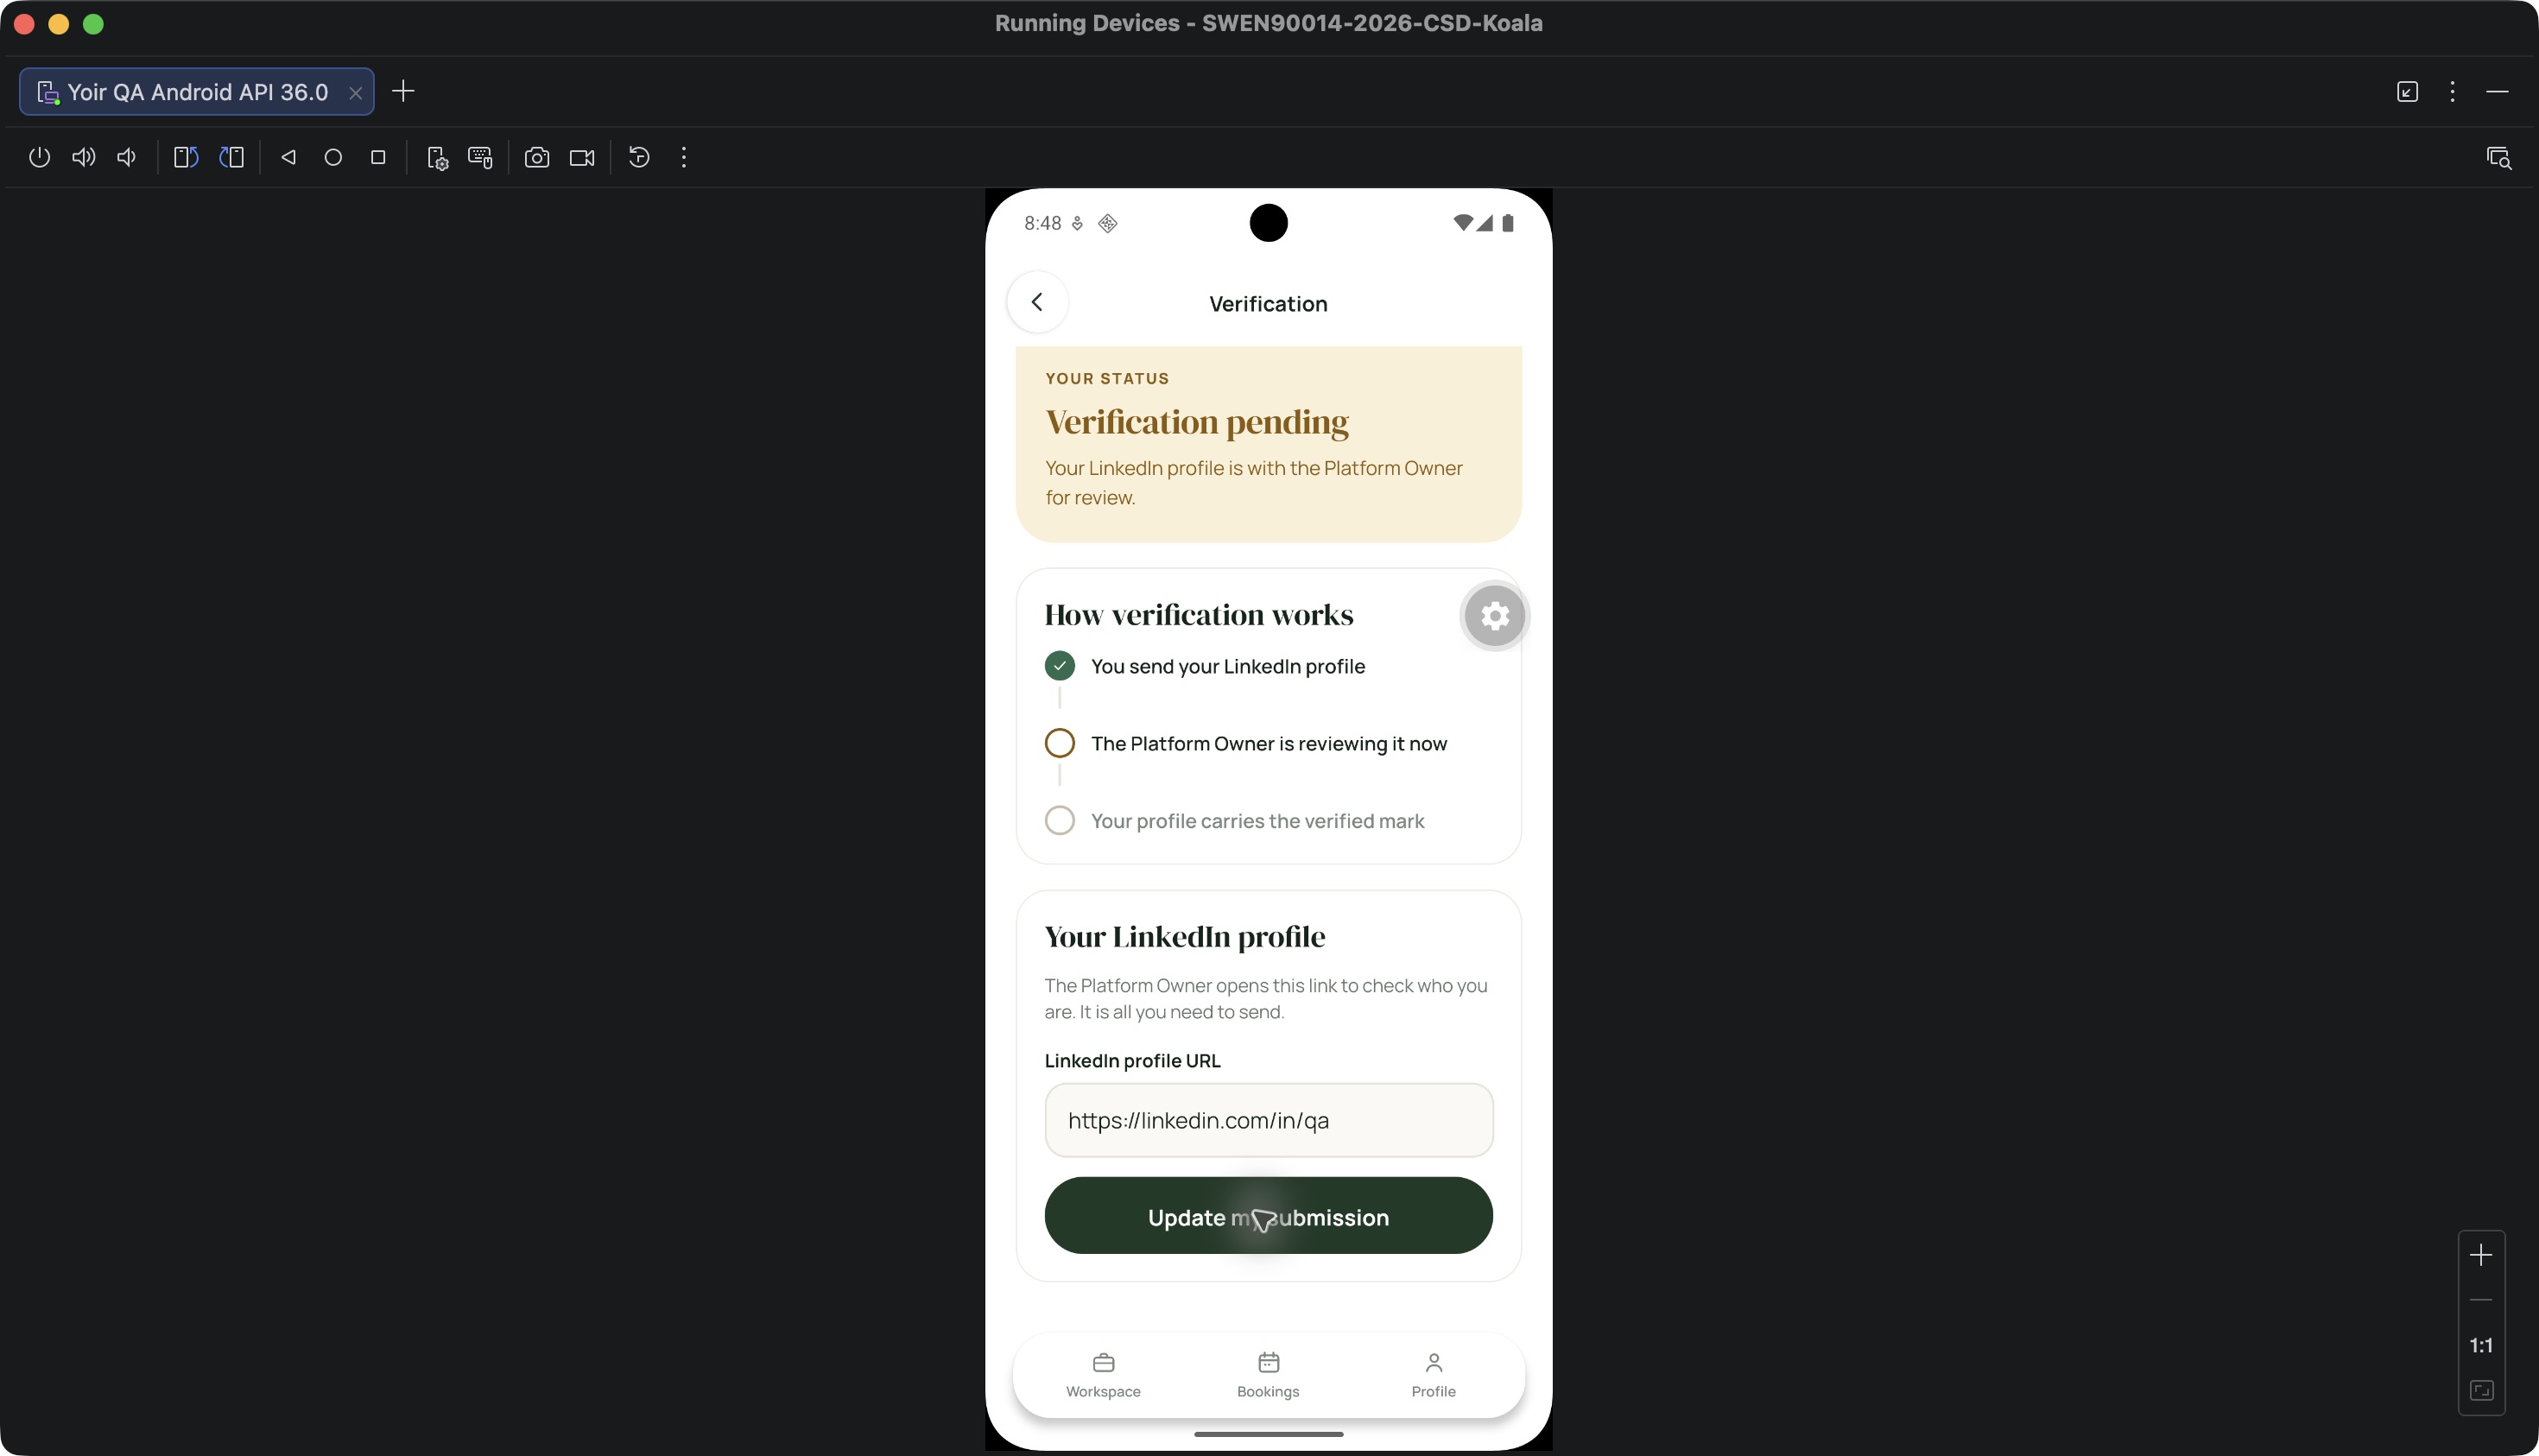 Running Devices - SWEN90014-2026-CSD-Koala
Yoir QA Android API 36.0
8:48
Verification
YOUR STATUS
Verification pending
Your LinkedIn profile is with the Platform Owner
for review.
How verification works
You send your LinkedIn profile
The Platform Owner is reviewing it now
Your profile carries the verified mark
Your LinkedIn profile
The Platform Owner opens this link to check who you
are. It is all you need to send.
LinkedIn profile URL
https://linkedin.com/in/qa
Update my submission
1:1
Workspace
Bookings
Profile